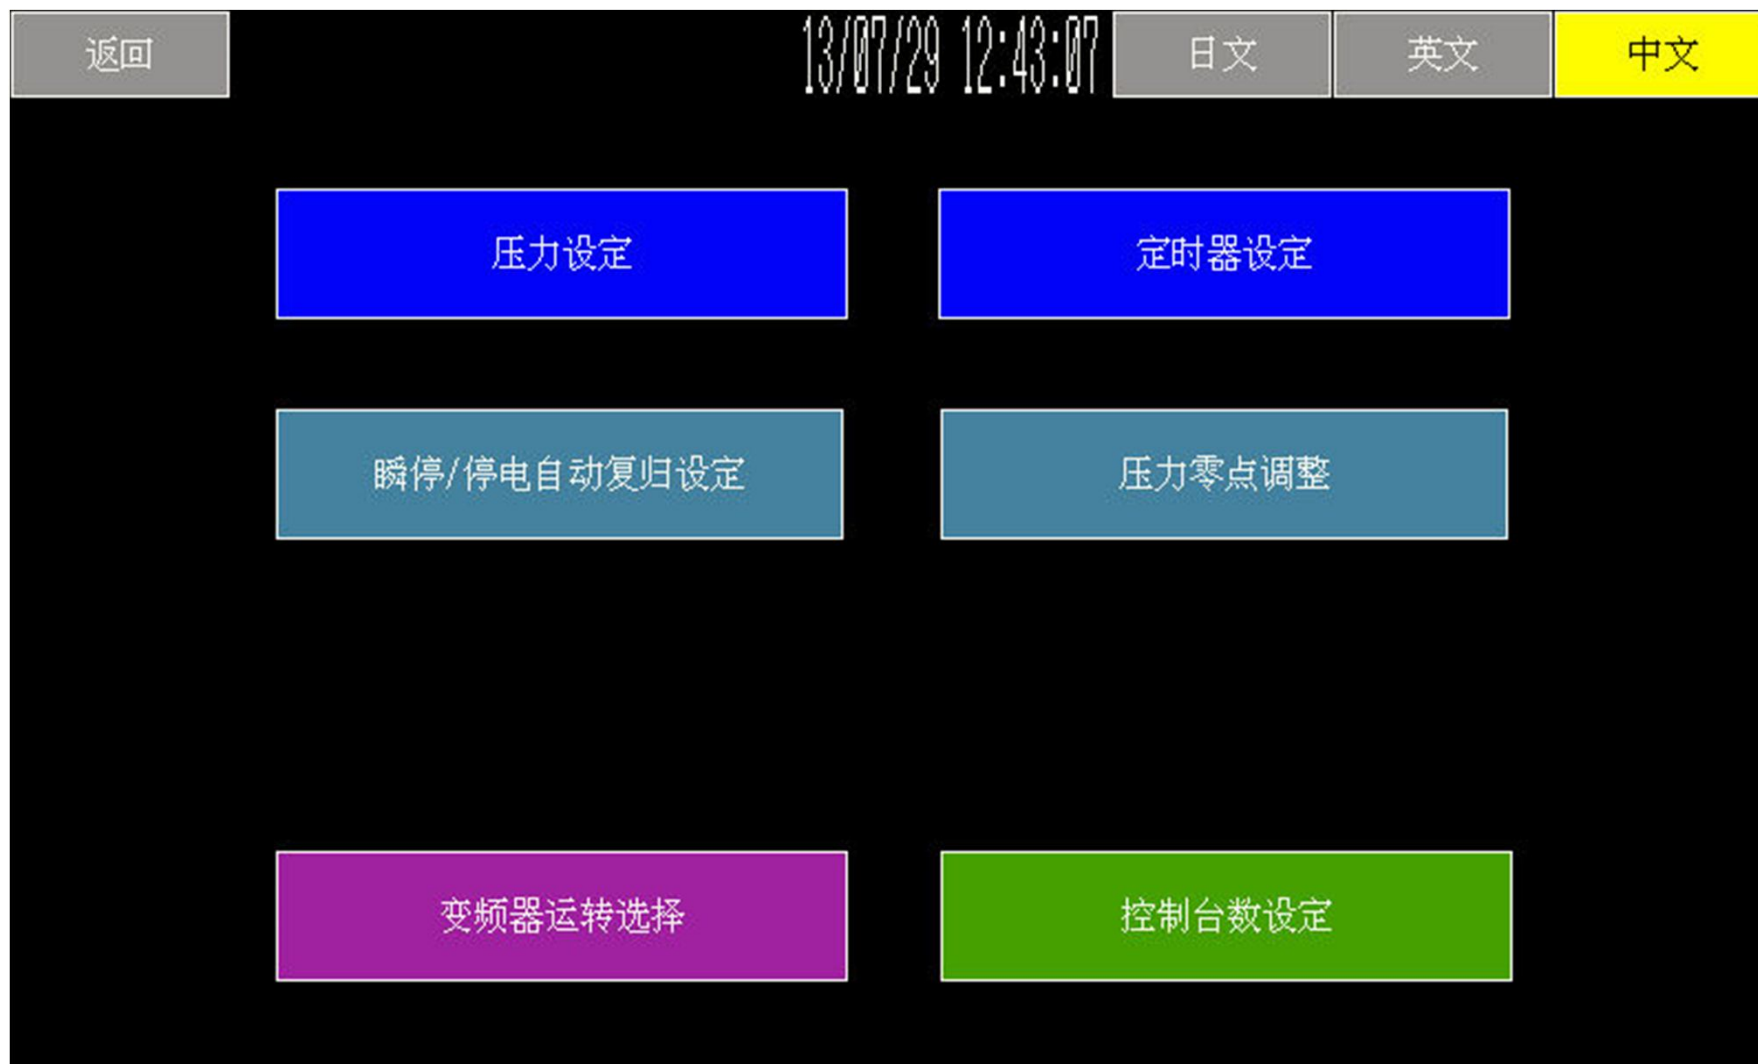 返回 13/07/29 12:43:07 日文 英文 中文
压力设定 定时器设定
瞬停/停电自动复归设定 压力零点调整
变频器运转选择 控制台数设定